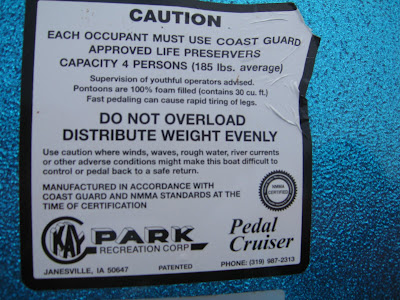 CAUTION
EACH OCCUPANT MUST USE COAST GUARD
APPROVED LIFE PRESERVERS
CAPACITY 4 PERSONS (185 lbs. average)
Supervision of youthful operators advised.
Pontoons are 100% foam filled (contains 30 cu. ft.)
Fast pedaling can cause rapid tiring of legs.
DO NOT OVERLOAD
DISTRIBUTE WEIGHT EVENLY
Use caution where winds, waves, rough water, river currents
or other adverse conditions might make this boat difficult to
control or pedal back to a safe return.
MANUFACTURED IN ACCORDANCE WITH
COAST GUARD AND NMMA STANDARDS AT THE
TIME OF CERTIFICATION
NMMA
CERTIFIED
KAY PARK
RECREATION CORP
Pedal
Cruiser
JANESVILLE, IA 50647 PATENTED PHONE: (319) 987-2313